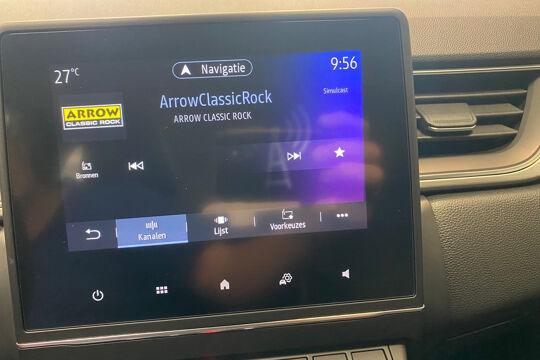 27°C
Navigatie
9:56
ARROW
CLASSIC ROCK
ArrowClassicRock
ARROW CLASSIC ROCK
Simulcast
Bronnen
Kanalen
Lijst
Voorkeuzes